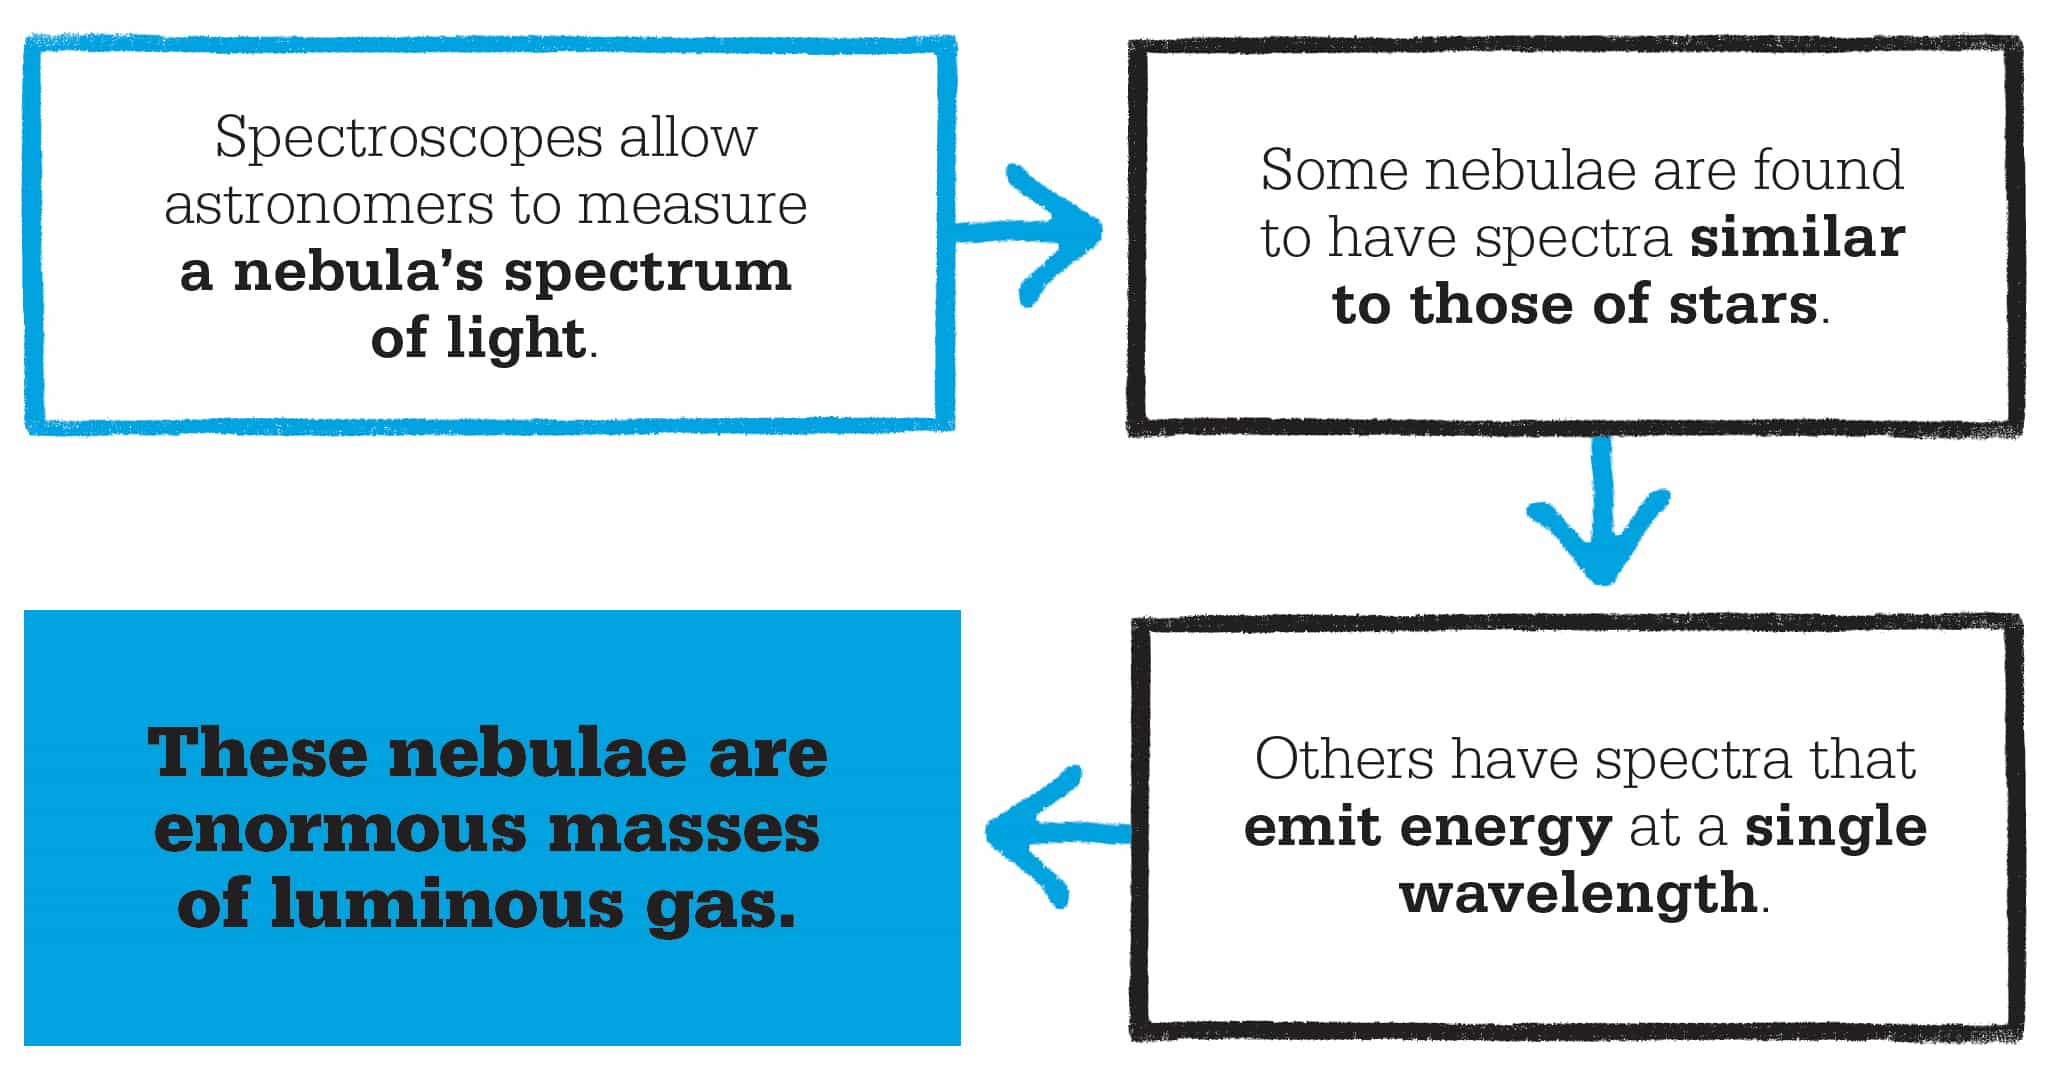 Spectroscopes allow
astronomers to measure
a nebula’s spectrum
of light.
Some nebulae are found
to have spectra similar
to those of stars.
Others have spectra that
emit energy at a single
wavelength.
These nebulae are
enormous masses
of luminous gas.